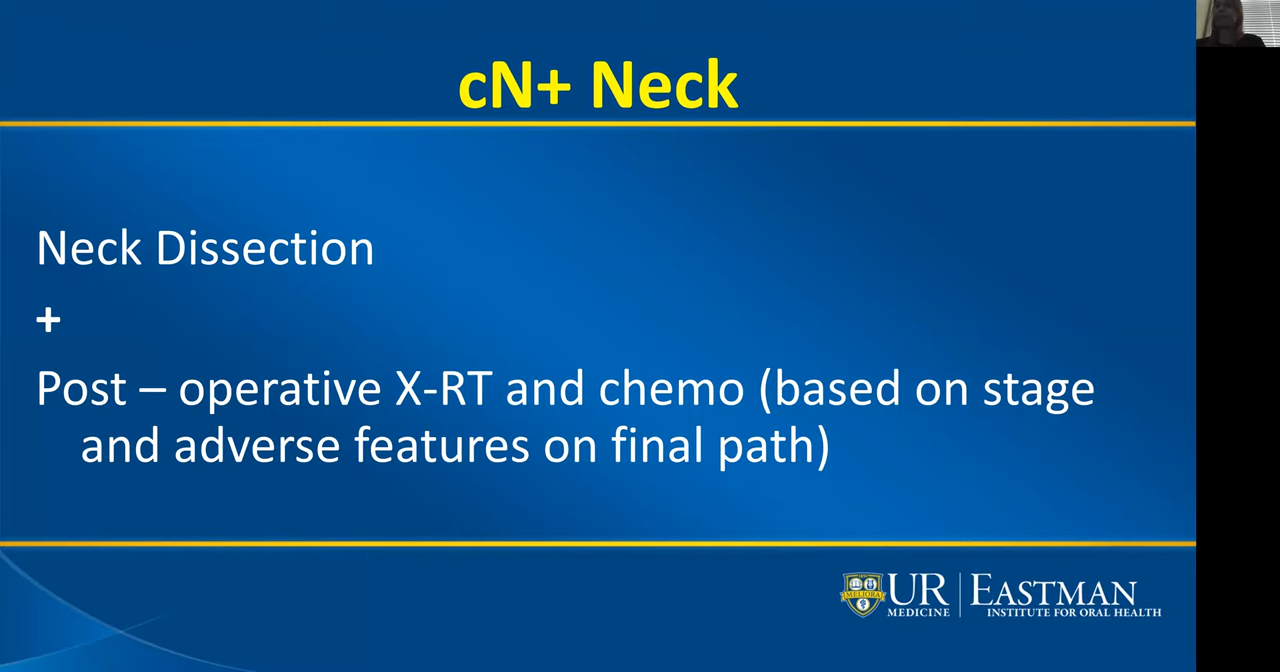 cN+ Neck
Neck Dissection
+
Post – operative X-RT and chemo (based on stage
and adverse features on final path)
MELIORA
UR
MEDICINE
EASTMAN
INSTITUTE FOR ORAL HEALTH